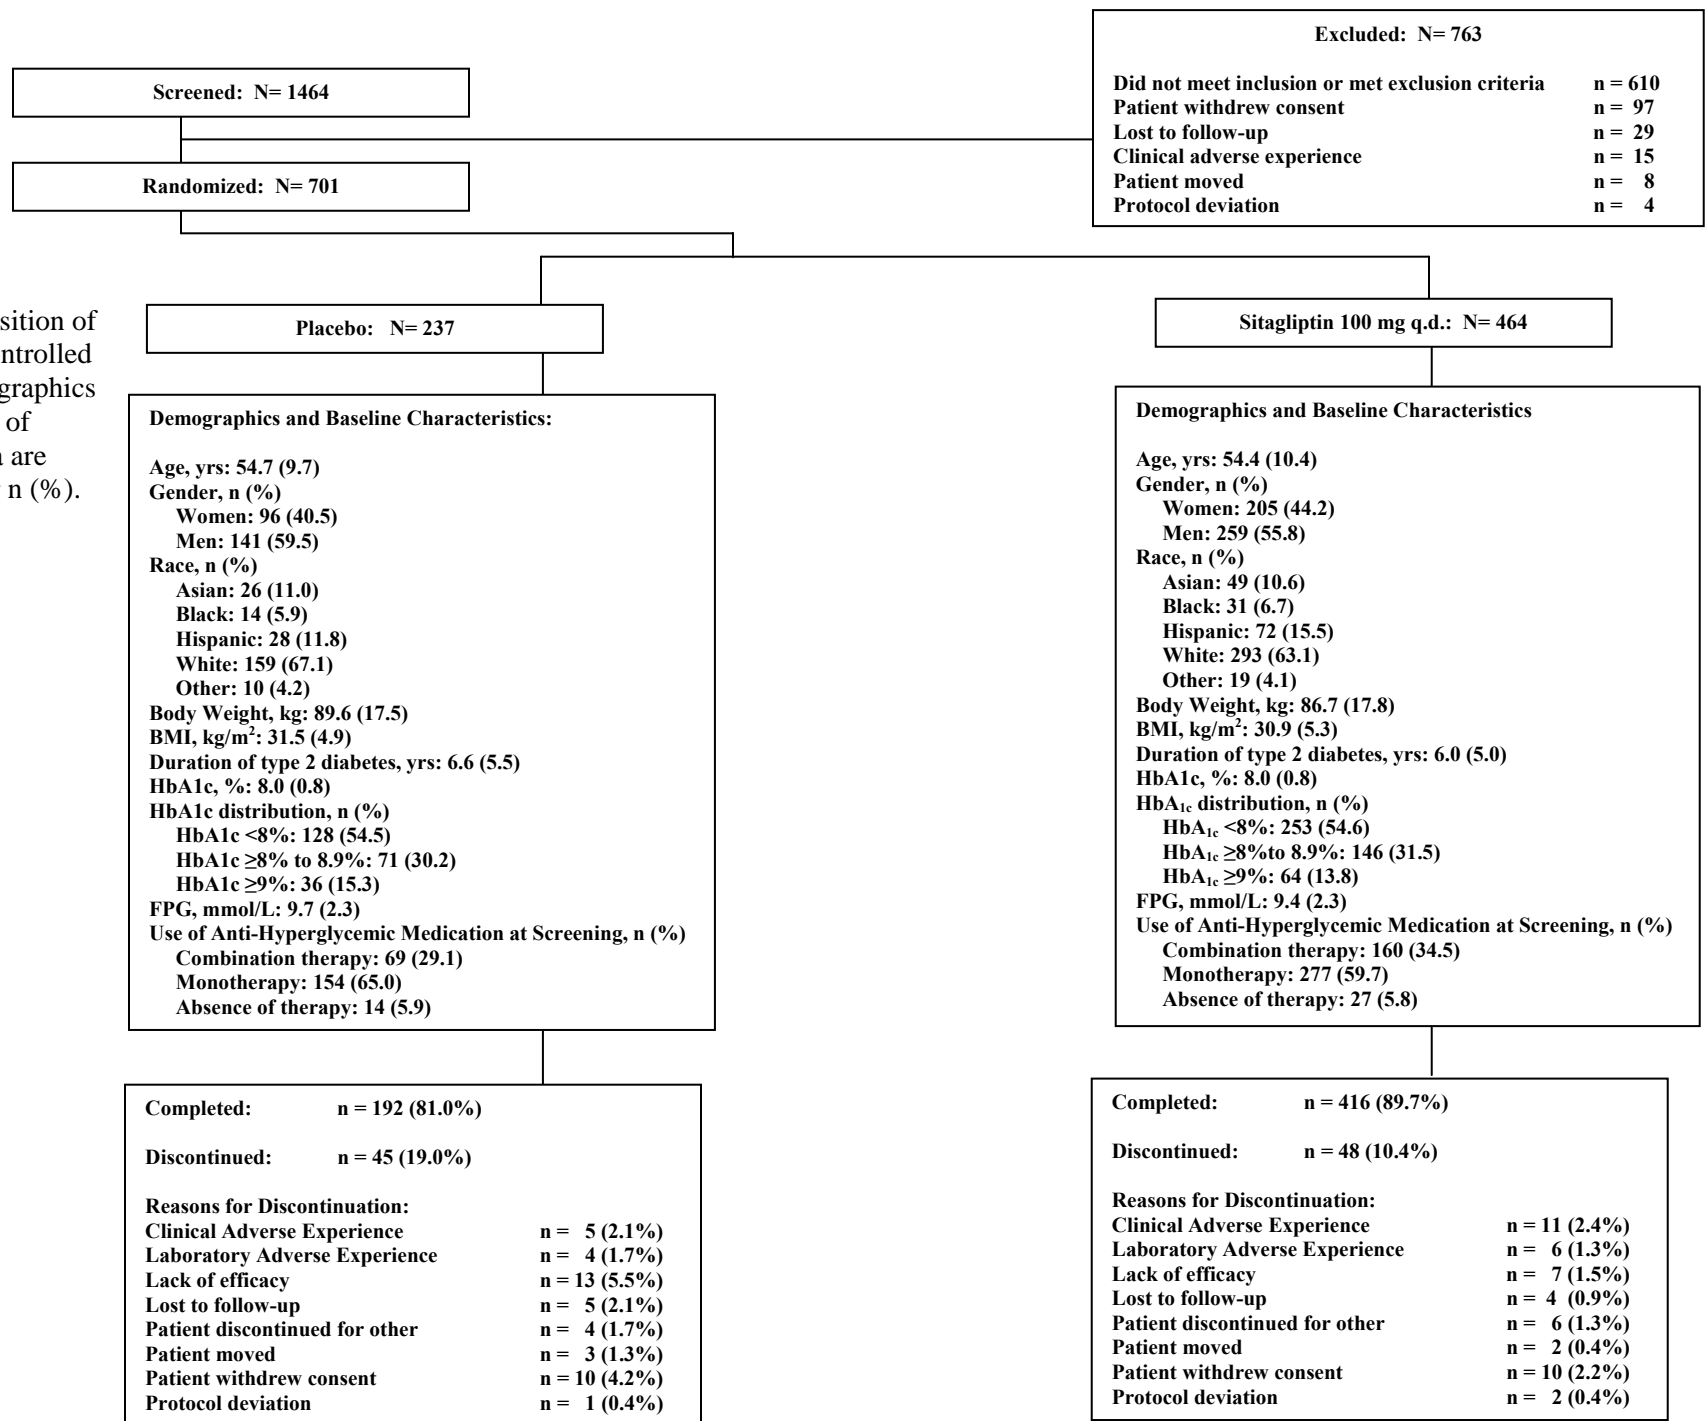 Screened: N= 1464
Excluded: N= 763
Did not meet inclusion or met exclusion criteria n = 610
Patient withdrew consent n = 97
Lost to follow-up n = 29
Clinical adverse experience n = 15
Patient moved n = 8
Protocol deviation n = 4
Randomized: N= 701
sition of
ntrolled
graphics
of
a are
n (%).
Placebo: N= 237
Demographics and Baseline Characteristics:
Age, yrs: 54.7 (9.7)
Gender, n (%)
Women: 96 (40.5)
Men: 141 (59.5)
Race, n (%)
Asian: 26 (11.0)
Black: 14 (5.9)
Hispanic: 28 (11.8)
White: 159 (67.1)
Other: 10 (4.2)
Body Weight, kg: 89.6 (17.5)
BMI, kg/m²: 31.5 (4.9)
Duration of type 2 diabetes, yrs: 6.6 (5.5)
HbA1c, %: 8.0 (0.8)
HbA1c distribution, n (%)
HbA1c <8%: 128 (54.5)
HbA1c ≥8% to 8.9%: 71 (30.2)
HbA1c ≥9%: 36 (15.3)
FPG, mmol/L: 9.7 (2.3)
Use of Anti-Hyperglycemic Medication at Screening, n (%)
Combination therapy: 69 (29.1)
Monotherapy: 154 (65.0)
Absence of therapy: 14 (5.9)
Completed: n = 192 (81.0%)
Discontinued: n = 45 (19.0%)
Reasons for Discontinuation:
Clinical Adverse Experience n = 5 (2.1%)
Laboratory Adverse Experience n = 4 (1.7%)
Lack of efficacy n = 13 (5.5%)
Lost to follow-up n = 5 (2.1%)
Patient discontinued for other n = 4 (1.7%)
Patient moved n = 3 (1.3%)
Patient withdrew consent n = 10 (4.2%)
Protocol deviation n = 1 (0.4%)
Sitagliptin 100 mg q.d.: N= 464
Demographics and Baseline Characteristics
Age, yrs: 54.4 (10.4)
Gender, n (%)
Women: 205 (44.2)
Men: 259 (55.8)
Race, n (%)
Asian: 49 (10.6)
Black: 31 (6.7)
Hispanic: 72 (15.5)
White: 293 (63.1)
Other: 19 (4.1)
Body Weight, kg: 86.7 (17.8)
BMI, kg/m²: 30.9 (5.3)
Duration of type 2 diabetes, yrs: 6.0 (5.0)
HbA1c, %: 8.0 (0.8)
HbA1c distribution, n (%)
HbA1c <8%: 253 (54.6)
HbA1c ≥8%to 8.9%: 146 (31.5)
HbA1c ≥9%: 64 (13.8)
FPG, mmol/L: 9.4 (2.3)
Use of Anti-Hyperglycemic Medication at Screening, n (%)
Combination therapy: 160 (34.5)
Monotherapy: 277 (59.7)
Absence of therapy: 27 (5.8)
Completed: n = 416 (89.7%)
Discontinued: n = 48 (10.4%)
Reasons for Discontinuation:
Clinical Adverse Experience n = 11 (2.4%)
Laboratory Adverse Experience n = 6 (1.3%)
Lack of efficacy n = 7 (1.5%)
Lost to follow-up n = 4 (0.9%)
Patient discontinued for other n = 6 (1.3%)
Patient moved n = 2 (0.4%)
Patient withdrew consent n = 10 (2.2%)
Protocol deviation n = 2 (0.4%)